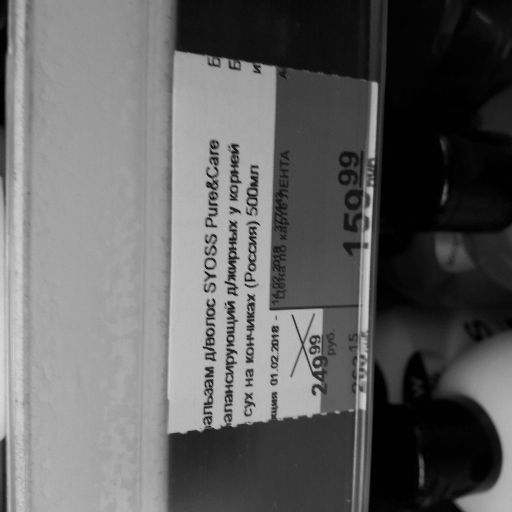 альзам д/волос SYOSS Pure&Care
алансирующий д/жирных у корней
сух на кончиках (Россия) 500мл
ция 01.02.2018 -
Цена по карте ЛЕНТА
159 99
249 99
руб.